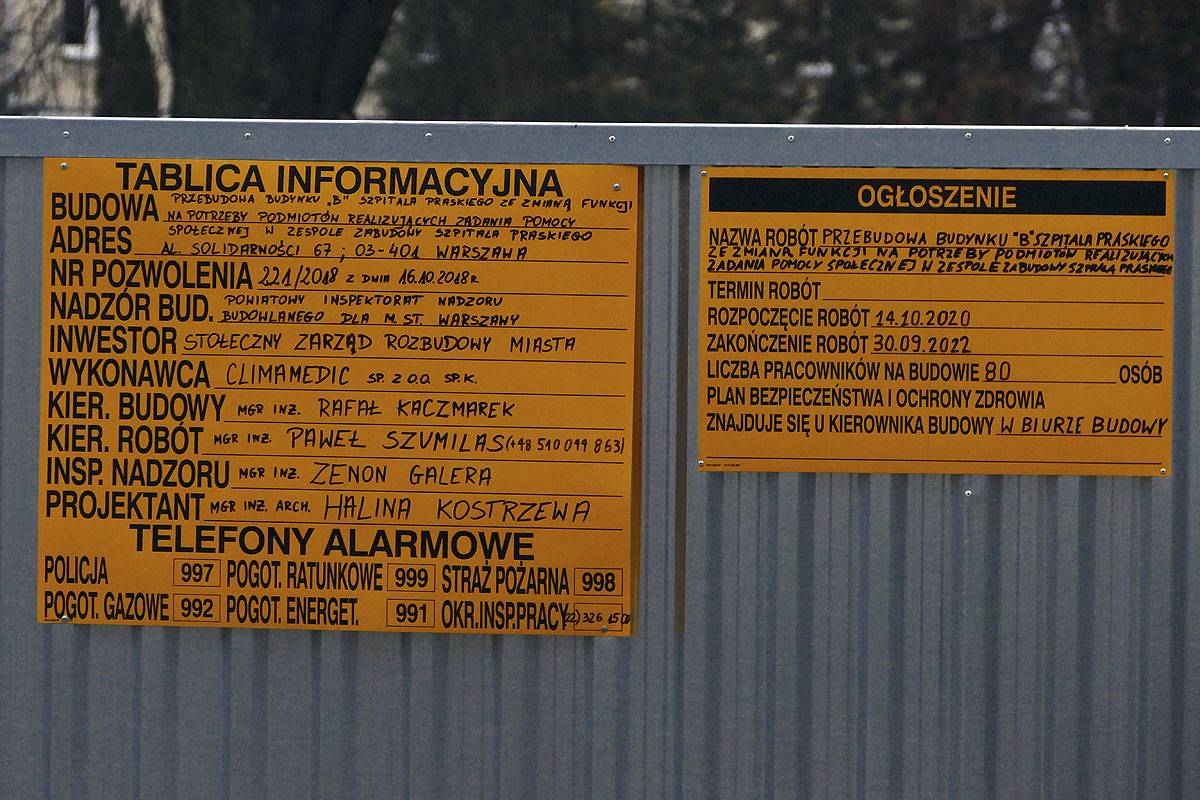 TABLICA INFORMACYJNA
BUDOWA PRZEBUDOWA BUDYNKU „B" SZPITALA PRASKIEGO ZE ZMIANĄ FUNKCJI
NA POTRZEBY PODMIOTÓW REALIZUJĄCYCH ZADANIA POMOCY
SPOŁECZNEJ W ZESPOLE ZABUDOWY SZPITALA PRASKIEGO
ADRES AL. SOLIDARNOŚCI 67 ; 03-401 WARSZAWA
NR POZWOLENIA 221/2018 Z DNIA 16.10.2018R.
NADZÓR BUD. PONIATOWY INSPEKTORAT NADZORU
BUDOWLANEGO DLA M.ST. WARSZAWY
INWESTOR STOŁECZNY ZARZĄD ROZBUDOWY MIASTA
WYKONAWCA CLIMAMEDIC SP. Z O.O. SP.K.
KIER. BUDOWY MGR INŻ. RAFAŁ KACZMAREK
KIER. ROBÓT MGR INŻ. PAWEŁ SZUMILAS (+48 510 099 863)
INSP. NADZORU MGR INŻ. ZENON GALERA
PROJEKTANT MGR INŻ. ARCH. HALINA KOSTRZEWA
TELEFONY ALARMOWE
POLICJA 997 POGOT. RATUNKOWE 999 STRAŻ POŻARNA 998
POGOT. GAZOWE 992 POGOT. ENERGET. 991 OKR.INSP.PRACY
OGŁOSZENIE
NAZWA ROBÓT PRZEBUDOWA BUDYNKU "B" SZPITALA PRASKIEGO
ZE ZMIANĄ FUNKCJI NA POTRZEBY PODMIOTÓW REALIZUJĄCYCH
ZADANIA POMOCY SPOŁECZNEJ W ZESPOLE ZABUDOWY SZPITALA PRASKIEGO
TERMIN ROBÓT
ROZPOCZĘCIE ROBÓT 14.10.2020
ZAKOŃCZENIE ROBÓT 30.09.2022
LICZBA PRACOWNIKÓW NA BUDOWIE 80 OSÓB
PLAN BEZPIECZEŃSTWA I OCHRONY ZDROWIA
ZNAJDUJE SIĘ U KIEROWNIKA BUDOWY W BIURZE BUDOWY